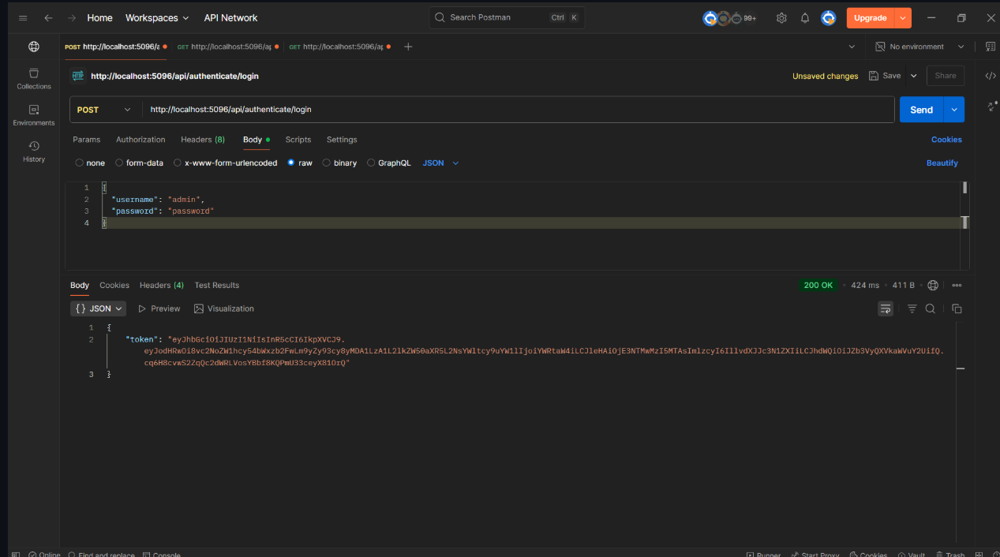 Home Workspaces API Network Search Postman Ctrl K 99+ Upgrade
POST http://localhost:5096/a GET http://localhost:5096/ap GET http://localhost:5096/ap + No environment
Collections
Environments
History
HTTP http://localhost:5096/api/authenticate/login Unsaved changes Save Share
POST http://localhost:5096/api/authenticate/login Send
Params Authorization Headers (8) Body Scripts Settings Cookies
none form-data x-www-form-urlencoded raw binary GraphQL JSON Beautify
1 {
2 "username": "admin",
3 "password": "password"
4 }
Body Cookies Headers (4) Test Results 200 OK • 424 ms • 411 B
{} JSON Preview Visualization
1 {
2 "token": "eyJhbGciOiJIUzI1NiIsInR5cCI6IkpXVCJ9.
eyJodHRwOi8vc2NoZW1hcy54bWxzb2FwLm9yZy93cy8yMDA1LzA1L2lkZW50aXR5L2NsYWltcy9uYW1lIjoiYWRtaW4iLCJleHAiOjE3NTMwMzI5MTAsImlzcyI6IllvdXJJc3N1ZXIiLCJhdWQiOiJZb3VyQXVkaWVuY2UifQ.
cq6H8cvwS2ZqQc2dWRLVosYBbf8KQPmU33ceyX81OrQ"
3 }
Online Find and replace Console Runner Start Proxy Cookies Vault Trash